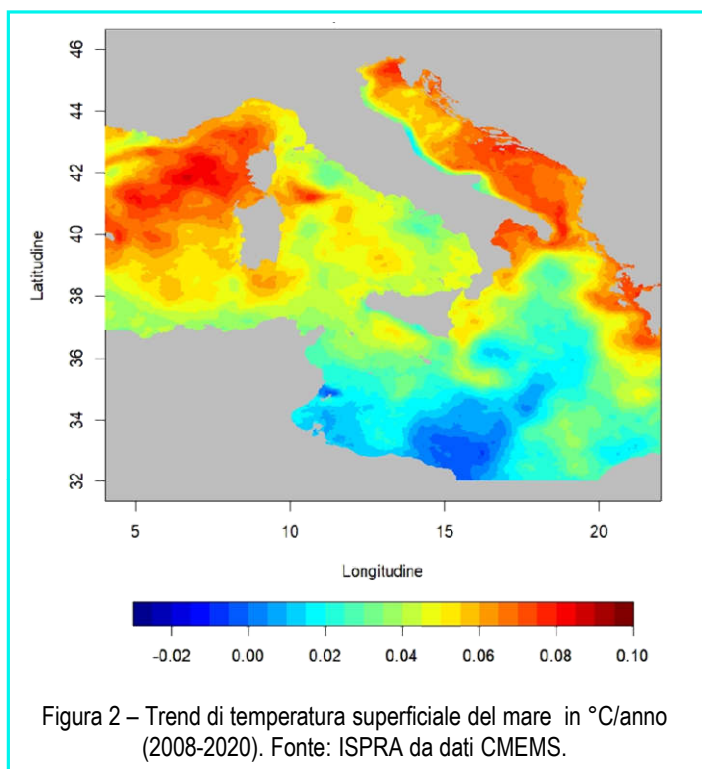 46
44
42
40
38
36
34
32
Latitudine
5 10 15 20
Longitudine
-0.02 0.00 0.02 0.04 0.06 0.08 0.10
Figura 2 – Trend di temperatura superficiale del mare in °C/anno
(2008-2020). Fonte: ISPRA da dati CMEMS.